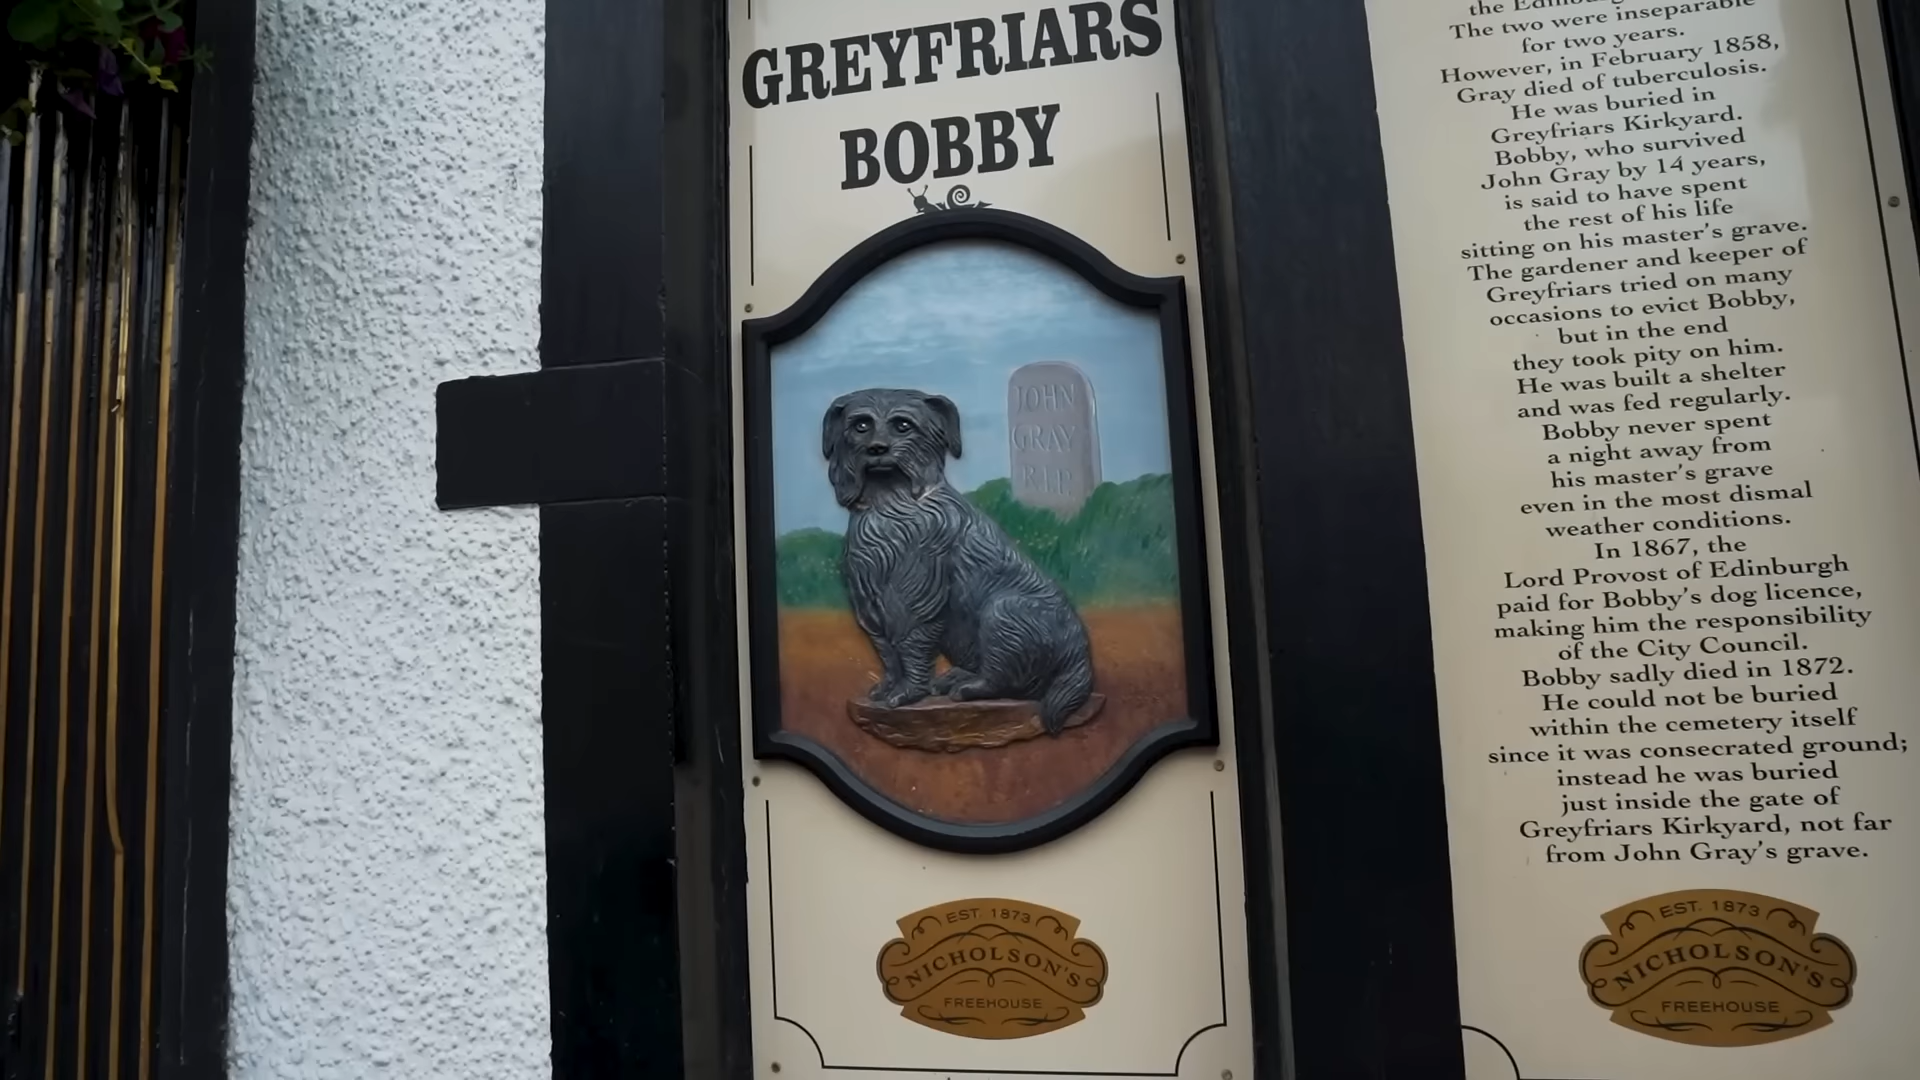 GREYFRIARS
BOBBY
JOHN
GRAY
R.I.P.
EST. 1873
NICHOLSON'S
FREEHOUSE
the
The two were inseparable
for two years.
However, in February 1858,
Gray died of tuberculosis.
He was buried in
Greyfriars Kirkyard.
Bobby, who survived
John Gray by 14 years,
is said to have spent
the rest of his life
sitting on his master's grave.
The gardener and keeper of
Greyfriars tried on many
occasions to evict Bobby,
but in the end
they took pity on him.
He was built a shelter
and was fed regularly.
Bobby never spent
a night away from
his master's grave
even in the most dismal
weather conditions.
In 1867, the
Lord Provost of Edinburgh
paid for Bobby's dog licence,
making him the responsibility
of the City Council.
Bobby sadly died in 1872.
He could not be buried
within the cemetery itself
since it was consecrated ground;
instead he was buried
just inside the gate of
Greyfriars Kirkyard, not far
from John Gray's grave.
EST. 1873
NICHOLSON'S
FREEHOUSE